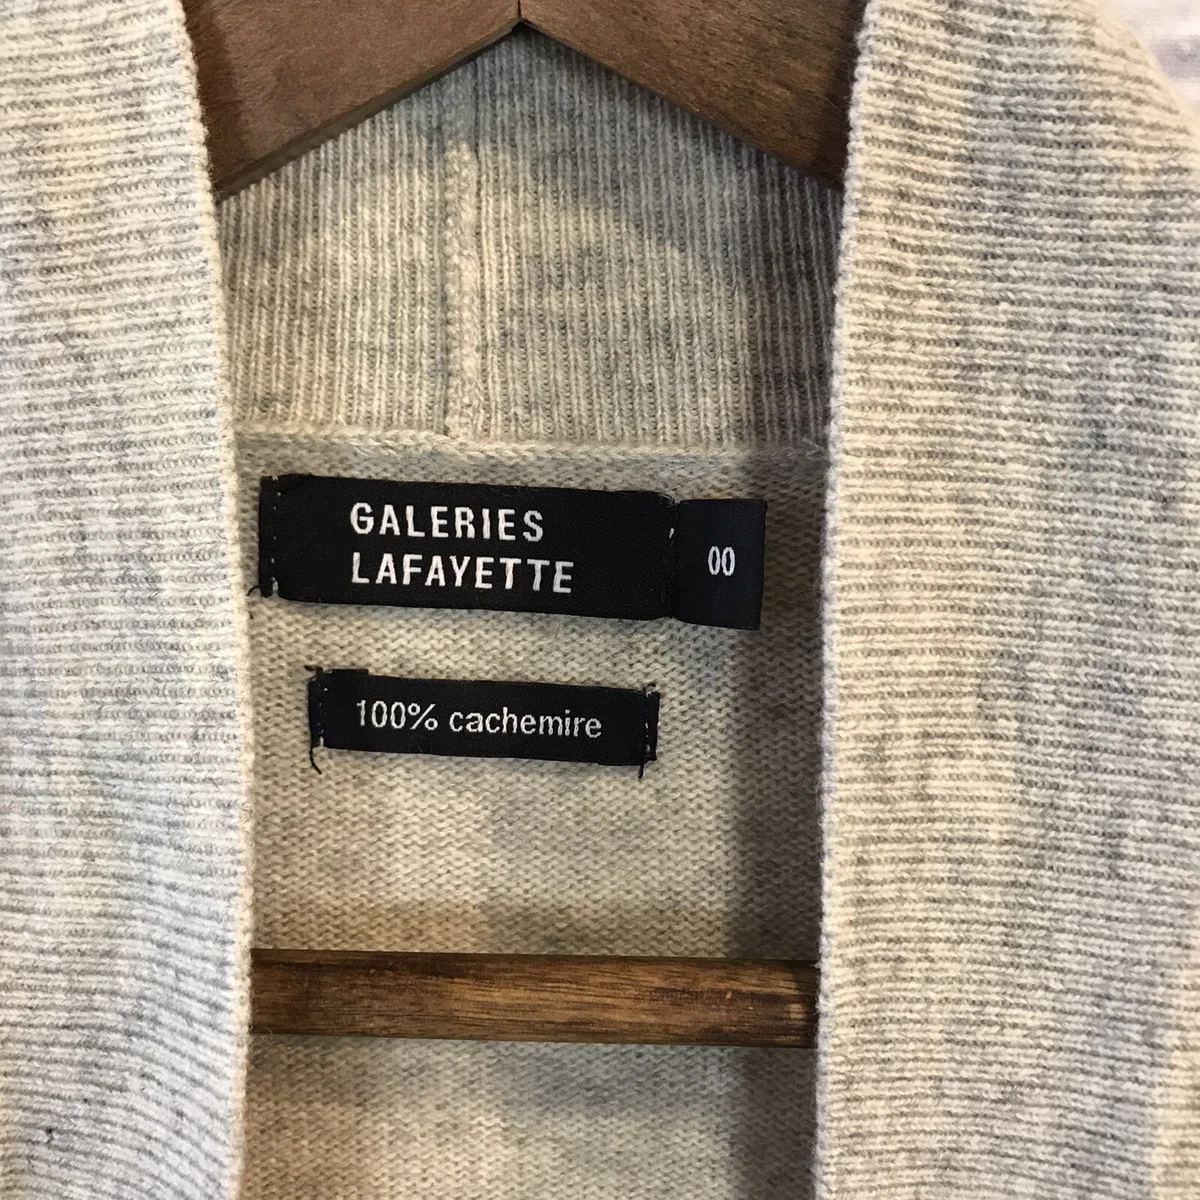 GALERIES
LAFAYETTE
00
100% cachemire